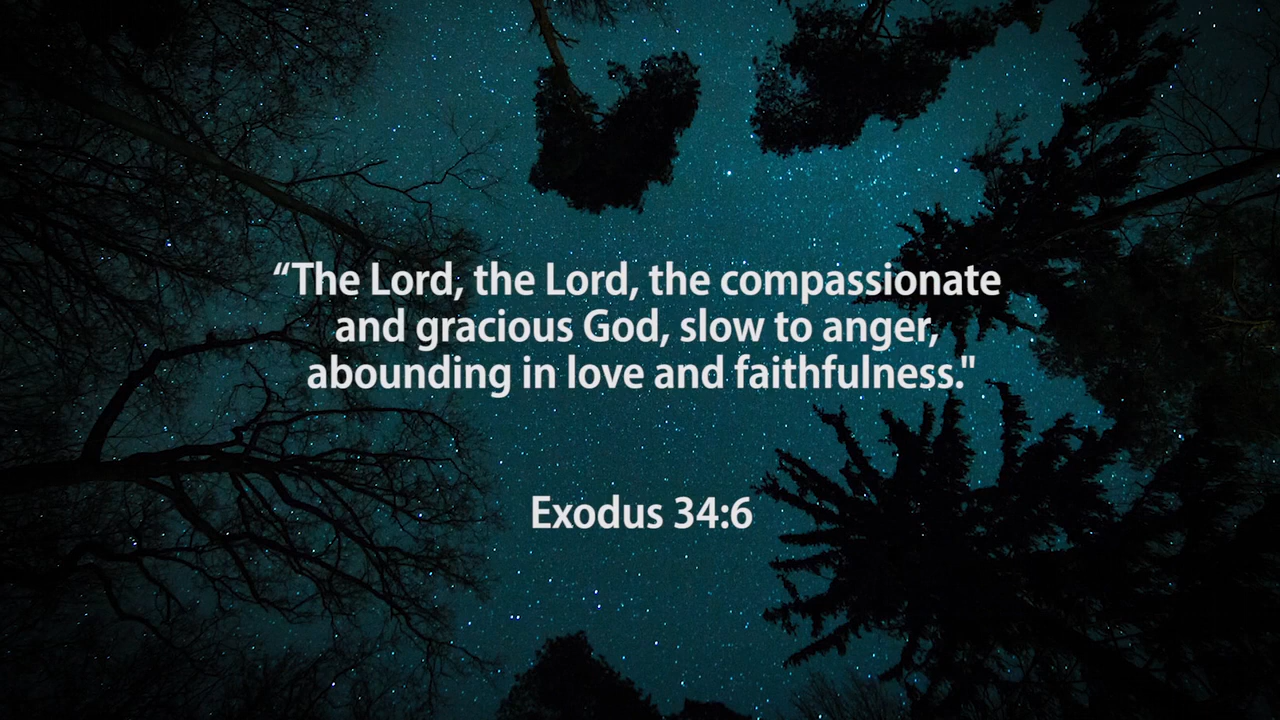 “The Lord, the Lord, the compassionate
and gracious God, slow to anger,
abounding in love and faithfulness."
Exodus 34:6